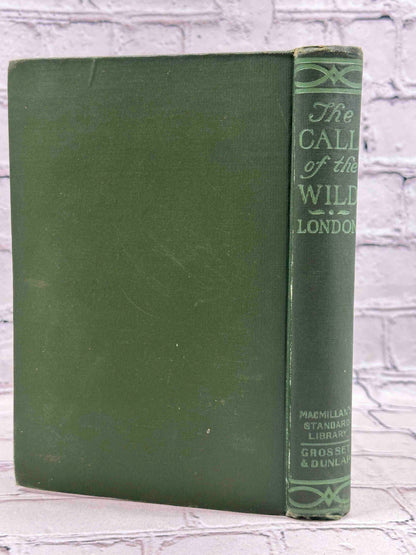 The
CALL
of the
WILD
LONDON
MACMILLAN'S
STANDARD
LIBRARY
GROSSET
& DUNLAP